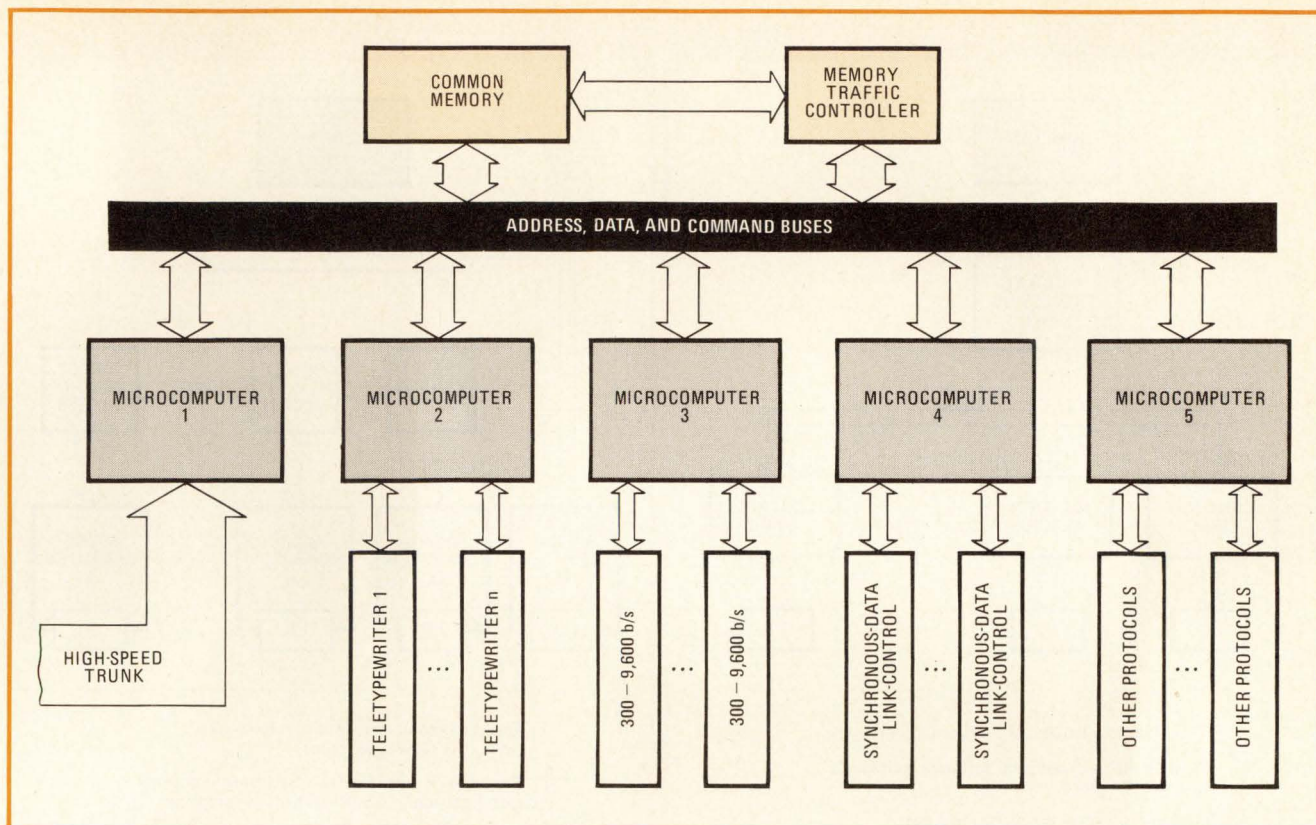 COMMON
MEMORY
MEMORY
TRAFFIC
CONTROLLER
ADDRESS, DATA, AND COMMAND BUSES
MICROCOMPUTER
1
MICROCOMPUTER
2
MICROCOMPUTER
3
MICROCOMPUTER
4
MICROCOMPUTER
5
HIGH-SPEED
TRUNK
TELETYPEWRITER 1
...
TELETYPEWRITER n
300 – 9,600 b/s
...
300 – 9,600 b/s
SYNCHRONOUS-DATA
LINK-CONTROL
...
SYNCHRONOUS-DATA
LINK-CONTROL
OTHER PROTOCOLS
...
OTHER PROTOCOLS